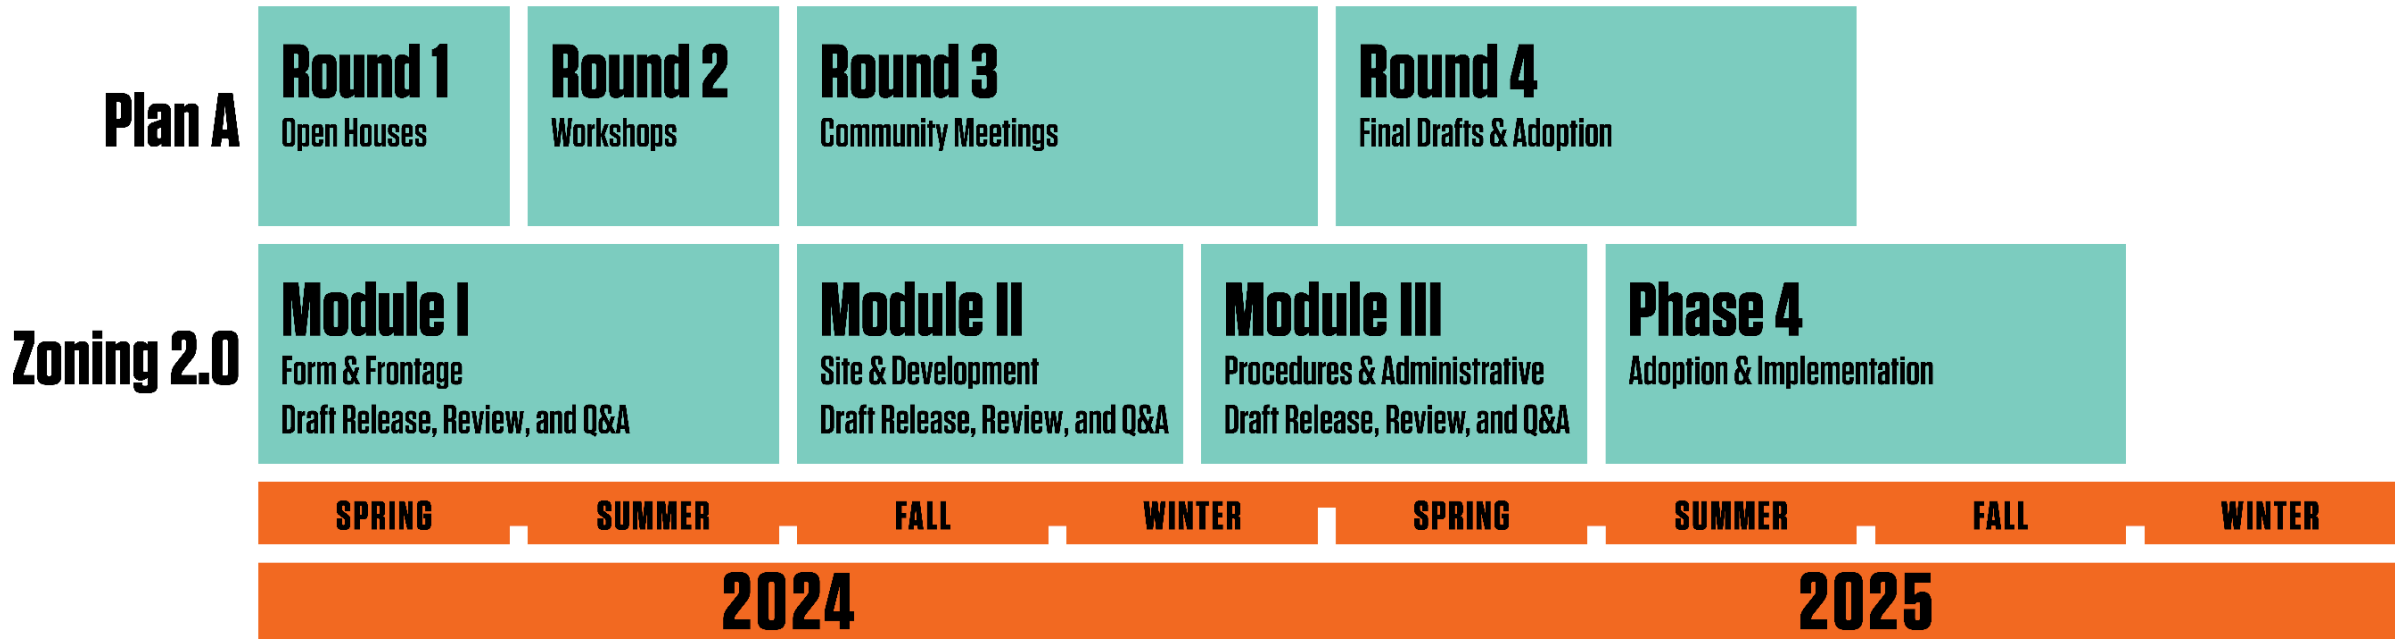 Plan A
Round 1
Open Houses
Round 2
Workshops
Round 3
Community Meetings
Round 4
Final Drafts & Adoption
Zoning 2.0
Module I
Form & Frontage
Draft Release, Review, and Q&A
Module II
Site & Development
Draft Release, Review, and Q&A
Module III
Procedures & Administrative
Draft Release, Review, and Q&A
Phase 4
Adoption & Implementation
SPRING SUMMER FALL WINTER SPRING SUMMER FALL WINTER
2024 2025